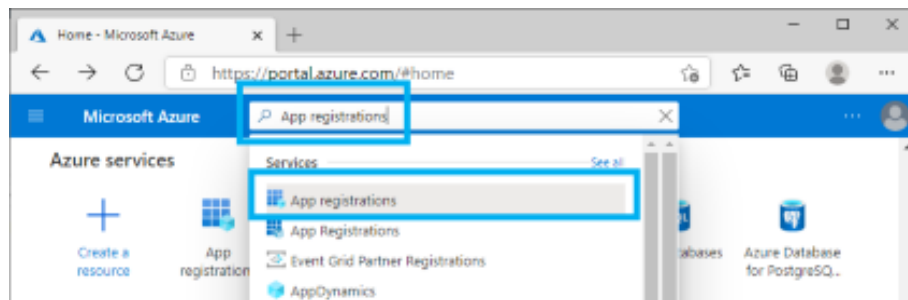 Home - Microsoft Azure
https://portal.azure.com/#home
Microsoft Azure
App registrations
Azure services
Services
See all
App registrations
App Registrations
Event Grid Partner Registrations
AppDynamics
Create a
resource
App
registration
Azure Database
for PostgreSQ...